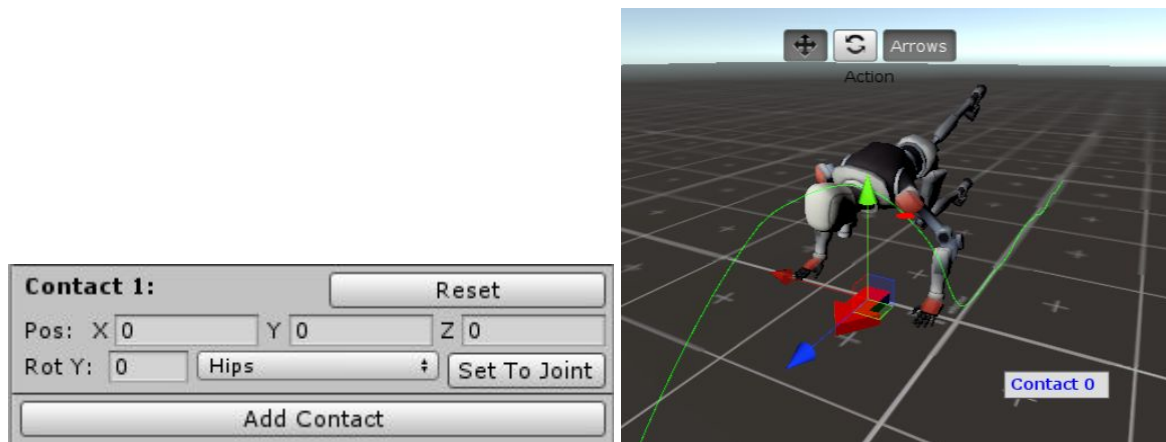 Contact 1:
Reset
Pos: X 0 Y 0 Z 0
Rot Y: 0 Hips Set To Joint
Add Contact
Arrows
Action
Contact 0